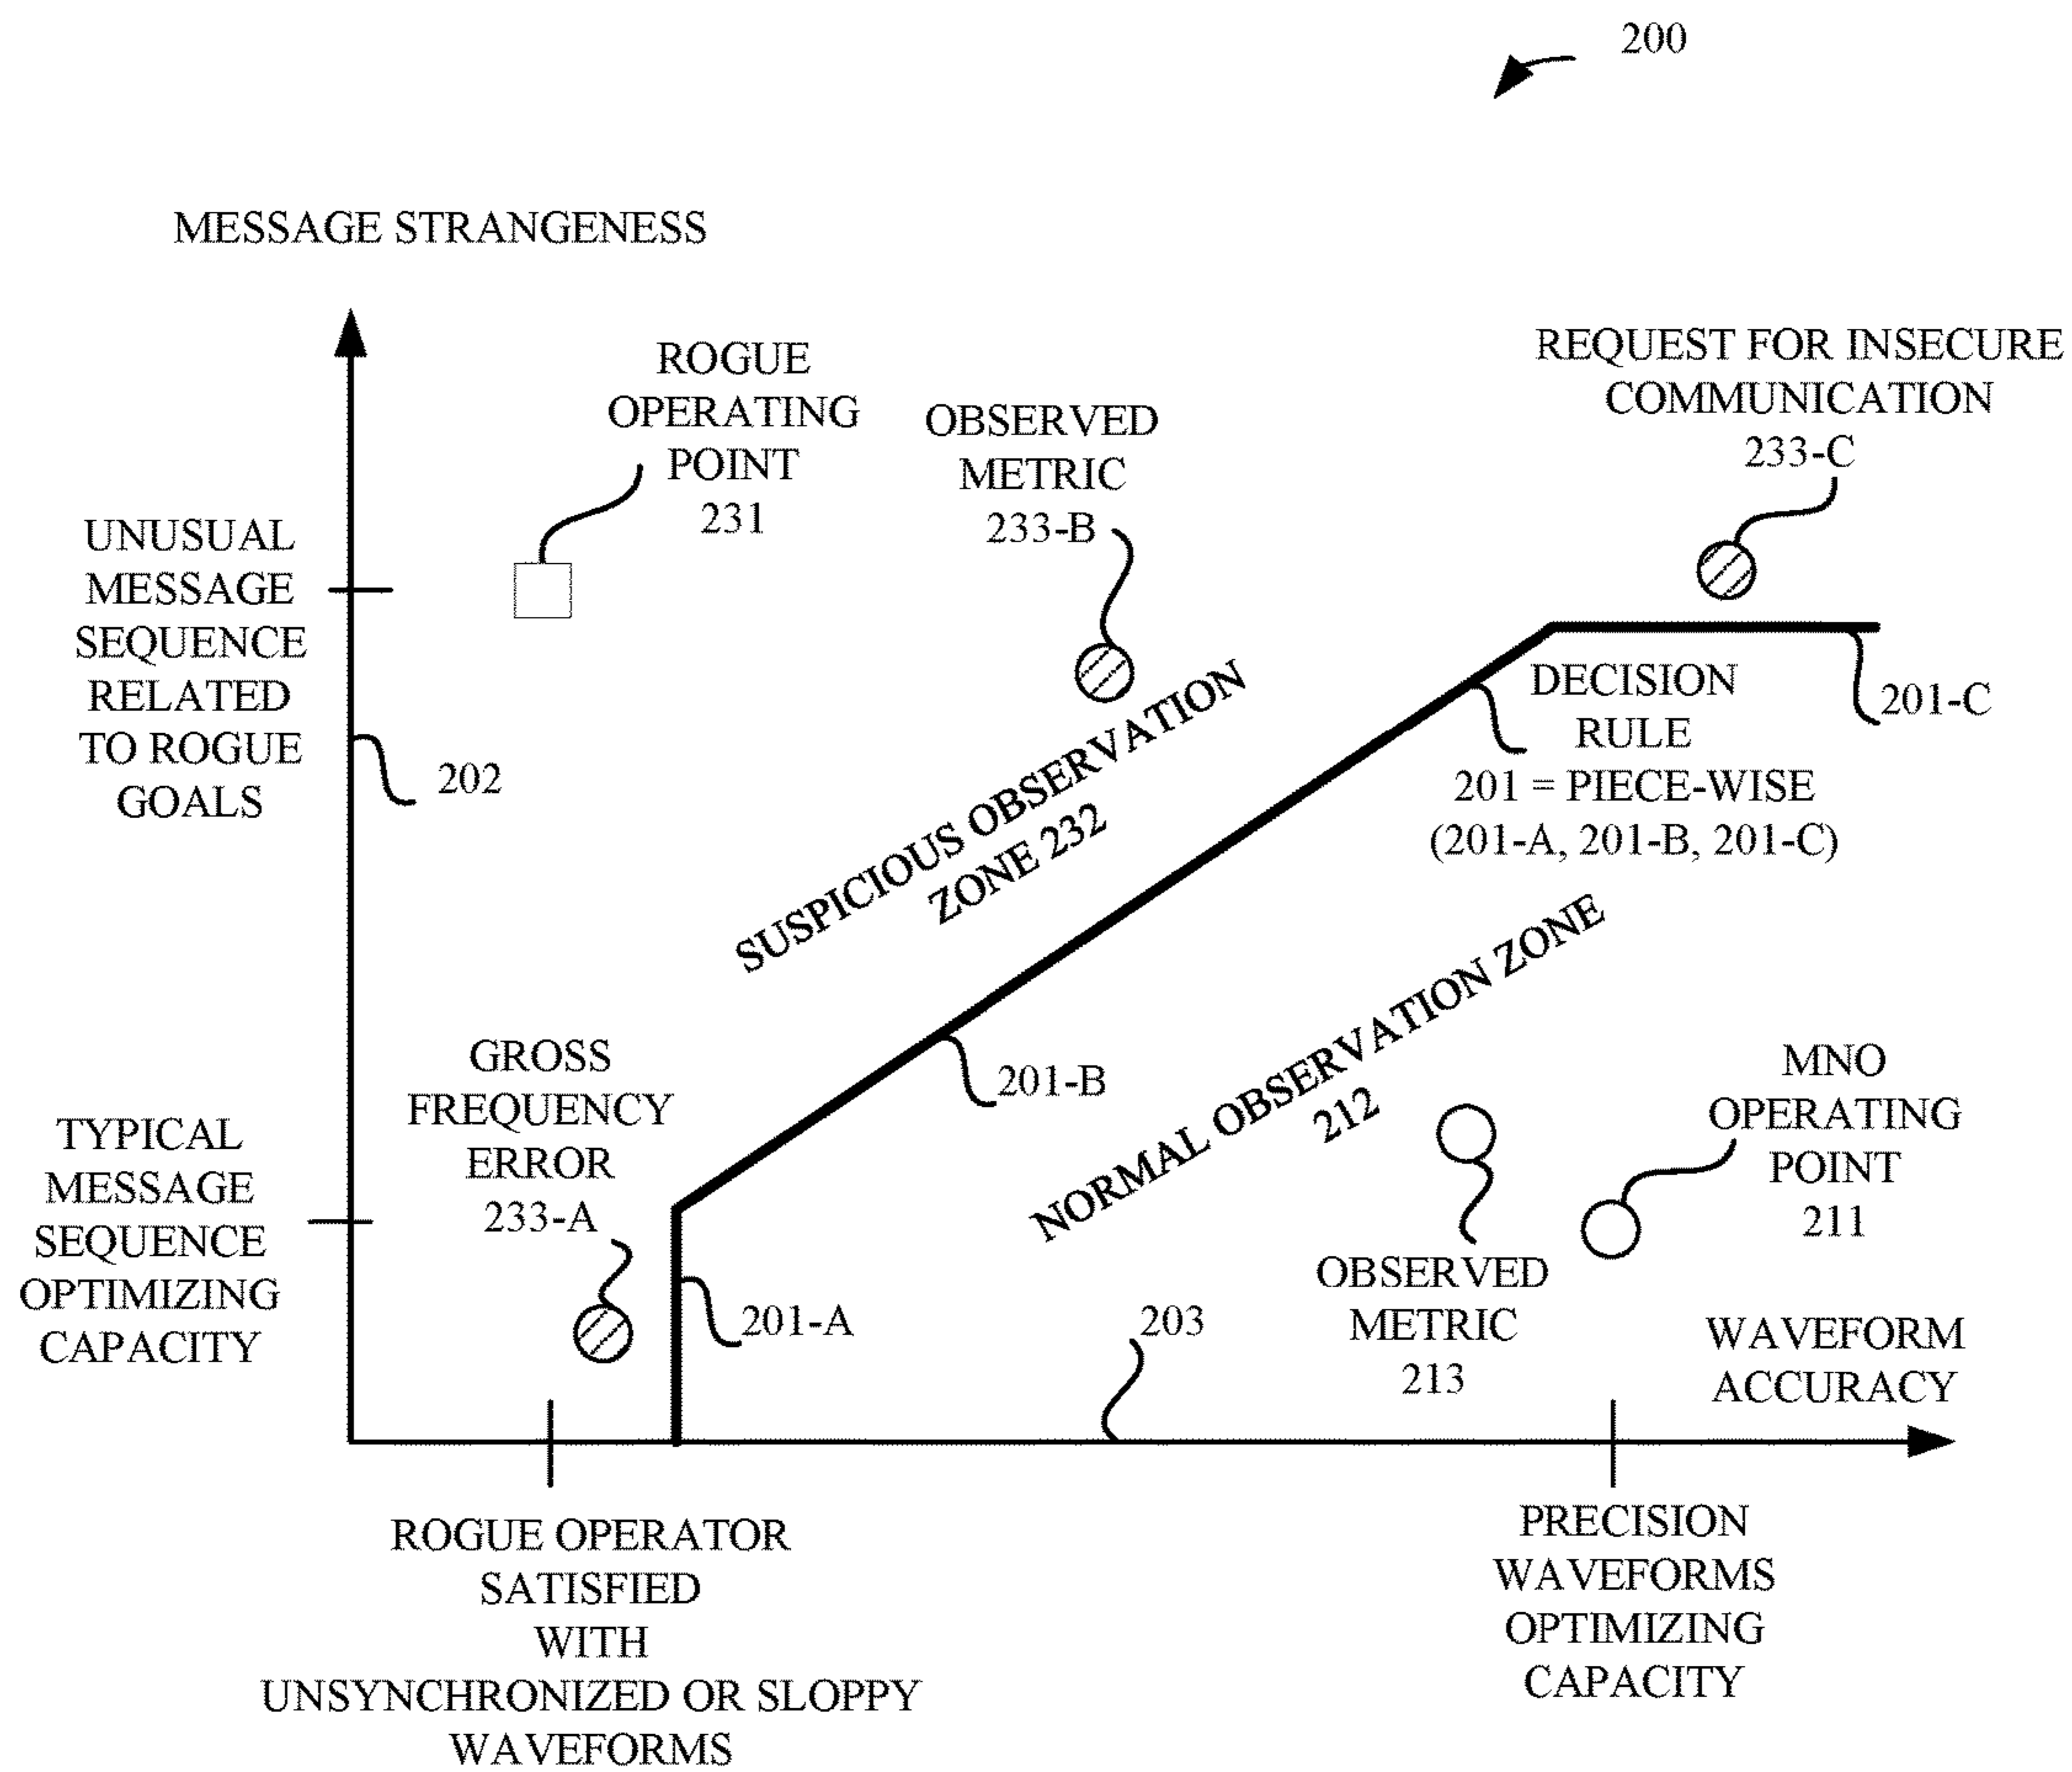 200
MESSAGE STRANGENESS
ROGUE
OPERATING
POINT
231
OBSERVED
METRIC
233-B
REQUEST FOR INSECURE
COMMUNICATION
233-C
UNUSUAL
MESSAGE
SEQUENCE
RELATED
TO ROGUE
GOALS
202
SUSPICIOUS OBSERVATION
ZONE 232
DECISION
RULE
201 = PIECE-WISE
(201-A, 201-B, 201-C)
201-C
GROSS
FREQUENCY
ERROR
233-A
201-B
NORMAL OBSERVATION ZONE
212
MNO
OPERATING
POINT
211
TYPICAL
MESSAGE
SEQUENCE
OPTIMIZING
CAPACITY
201-A
203
OBSERVED
METRIC
213
WAVEFORM
ACCURACY
ROGUE OPERATOR
SATISFIED
WITH
UNSYNCHRONIZED OR SLOPPY
WAVEFORMS
PRECISION
WAVEFORMS
OPTIMIZING
CAPACITY